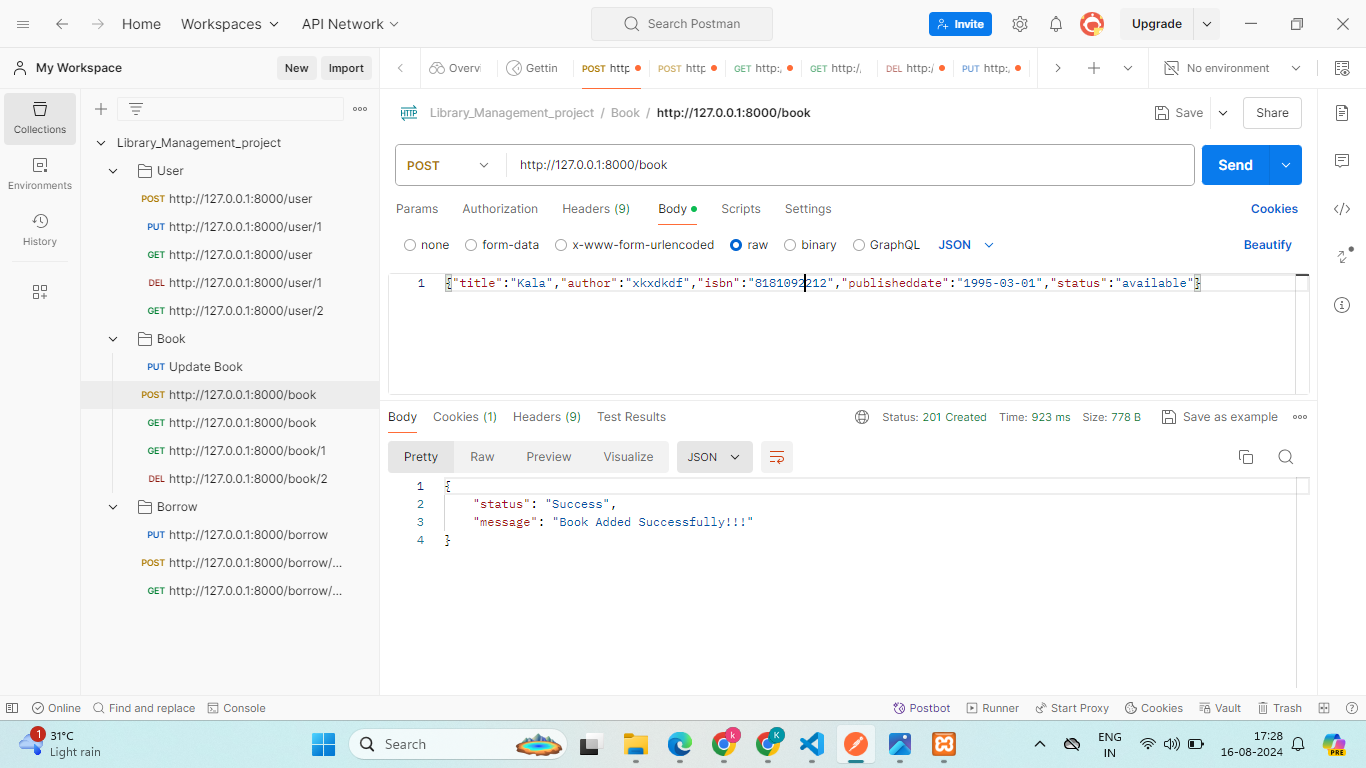 Home Workspaces API Network Search Postman Invite Upgrade
My Workspace New Import Overvi Gettin POST http POST http GET http:, GET http:/, DEL http:/ PUT http:, No environment
Collections
Environments
History
Library_Management_project
User
POST http://127.0.0.1:8000/user
PUT http://127.0.0.1:8000/user/1
GET http://127.0.0.1:8000/user
DEL http://127.0.0.1:8000/user/1
GET http://127.0.0.1:8000/user/2
Book
PUT Update Book
POST http://127.0.0.1:8000/book
GET http://127.0.0.1:8000/book
GET http://127.0.0.1:8000/book/1
DEL http://127.0.0.1:8000/book/2
Borrow
PUT http://127.0.0.1:8000/borrow
POST http://127.0.0.1:8000/borrow/...
GET http://127.0.0.1:8000/borrow/...
HTTP Library_Management_project / Book / http://127.0.0.1:8000/book Save Share
POST http://127.0.0.1:8000/book Send
Params Authorization Headers (9) Body Scripts Settings Cookies
none form-data x-www-form-urlencoded raw binary GraphQL JSON Beautify
1 {"title":"Kala","author":"xkxdkdf","isbn":"8181092212","publisheddate":"1995-03-01","status":"available"}
Body Cookies (1) Headers (9) Test Results Status: 201 Created Time: 923 ms Size: 778 B Save as example
Pretty Raw Preview Visualize JSON
1 {
2 "status": "Success",
3 "message": "Book Added Successfully!!!"
4 }
Online Find and replace Console Postbot Runner Start Proxy Cookies Vault Trash
1 31°C
Light rain
Search
k K
PRE
ENG
IN
17:28
16-08-2024